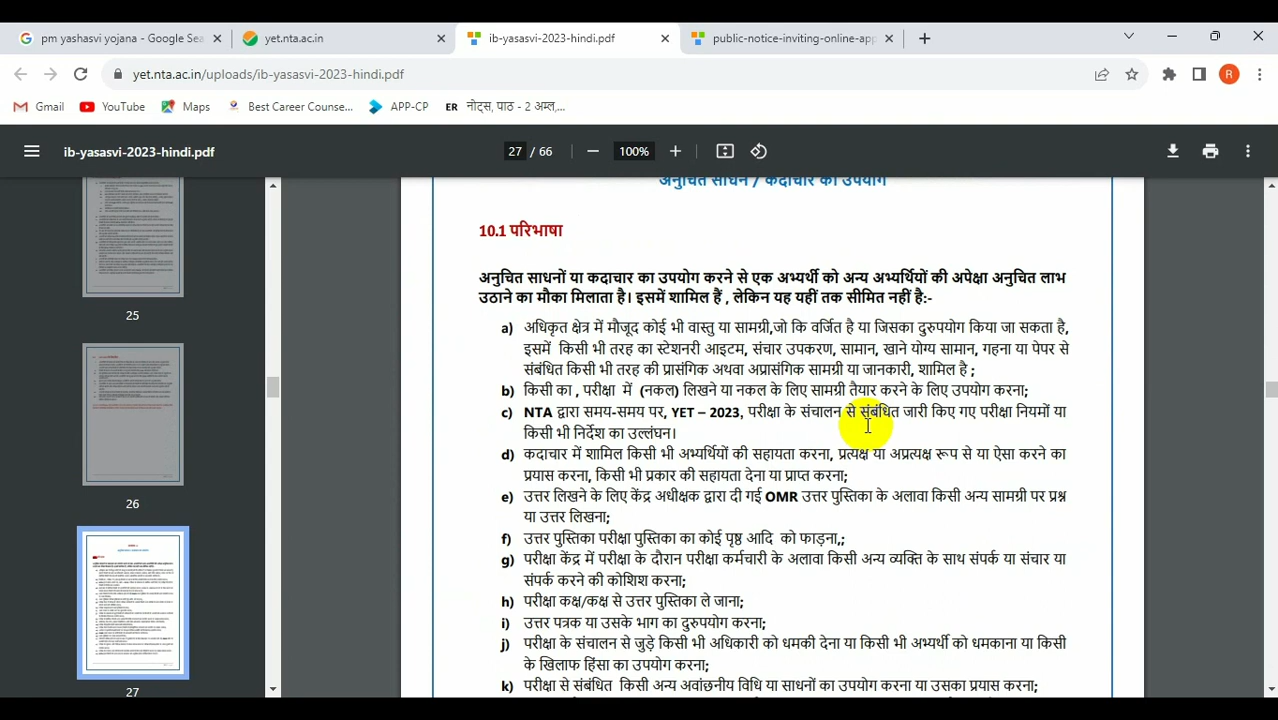 pm yashasvi yojana - Google Sea
yet.nta.ac.in
ib-yasasvi-2023-hindi.pdf
public-notice-inviting-online-app
yet.nta.ac.in/uploads/ib-yasasvi-2023-hindi.pdf
R
Gmail
YouTube
Maps
Best Career Counse...
APP-CP
ER नोट्स, पाठ - 2 अम्ल,...
ib-yasasvi-2023-hindi.pdf
27 / 66
100%
अनुचित साधन / कदाचार का उपयोग
10.1 परिभाषा
अनुचित साधनों या कदाचार का उपयोग करने से एक अभ्यर्थी को अन्य अभ्यर्थियों की अपेक्षा अनुचित लाभ
उठाने का मौका मिलाता है। इसमें शामिल हैं , लेकिन यह यहीं तक सीमित नहीं है:-
a) अधिकृत क्षेत्र में मौजूद कोई भी वास्तु या सामग्री,जो कि वर्जित है या जिसका दुरुपयोग किया जा सकता है,
इसमें किसी भी तरह का स्टेशनरी आइटम, संचार उपकरण, सामान, खाने योग्य सामान, गहना या पेपर से
संबंधित किसी भी तरह की प्रासंगिक अथवा अप्रासंगिक सामग्री या जानकारी, शामिल है ;
b) किसी का , परीक्षा में (नकल) लिखने या नकल के लिए सामग्री तैयार करने के लिए उपयोग करना;
c) NTA द्वारा समय-समय पर, YET – 2023, परीक्षा के संचालन से संबंधित जारी किए गए परीक्षा नियमों या
किसी भी निर्देश का उल्लंघन।
d) कदाचार में शामिल किसी भी अभ्यर्थियों की सहायता करना, प्रत्यक्ष या अप्रत्यक्ष रूप से या ऐसा करने का
प्रयास करना, किसी भी प्रकार की सहायता देना या प्राप्त करना;
e) उत्तर लिखने के लिए केंद्र अधीक्षक द्वारा दी गई OMR उत्तर पुस्तिका के अलावा किसी अन्य सामग्री पर प्रश्न
या उत्तर लिखना;
f) उत्तर पुस्तिका परीक्षा पुस्तिका का कोई पृष्ठ आदि को फाड़ना,;
g) परीक्षा केंद्र में परीक्षा के दौरान परीक्षा कर्मचारी के अलावा किसी अन्य व्यक्ति के साथ संपर्क या संचार या
संपर्क करने की कोशिश करना;
h) परीक्षा कक्ष/कक्ष से उत्तर पुस्तिका ले जाना;
i) उत्तर पत्रक या उसके भाग का दुरुपयोग करना;
j) परीक्षा के संचालन से जुड़े किसी भी अधिकारी को धमकी देना या किसी भी अभ्यर्थी को धमकाना या किसी
के खिलाफ हिंसा का उपयोग करना;
k) परीक्षा से संबंधित किसी अन्य अवांछनीय विधि या साधनों का उपयोग करना या उसका प्रयास करना;
25
26
27